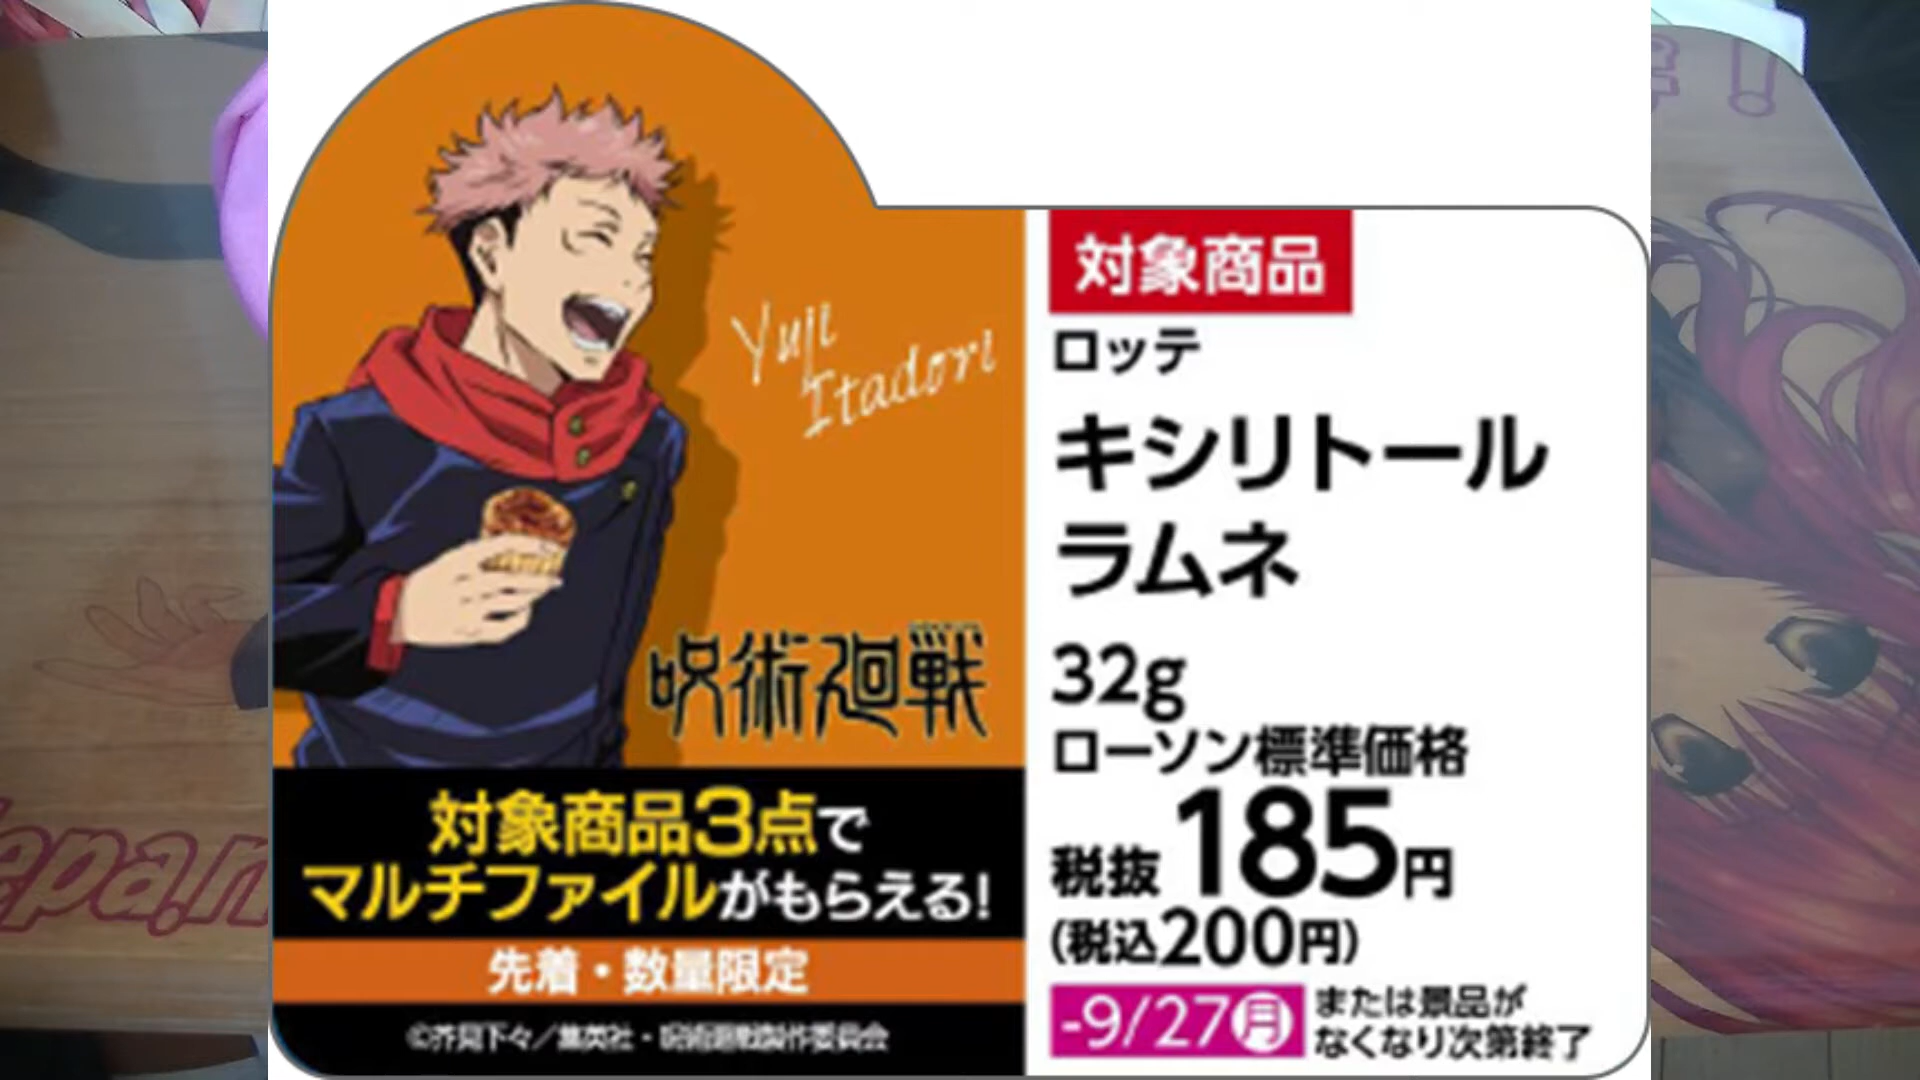 Yuji
Itadori
呪術廻戦
対象商品3点で
マルチファイルがもらえる!
先着・数量限定
©芥見下々/集英社・呪術廻戦製作委員会
対象商品
ロッテ
キシリトール
ラムネ
32g
ローソン標準価格
税抜185円
(税込200円)
-9/27月
または景品が
なくなり次第終了